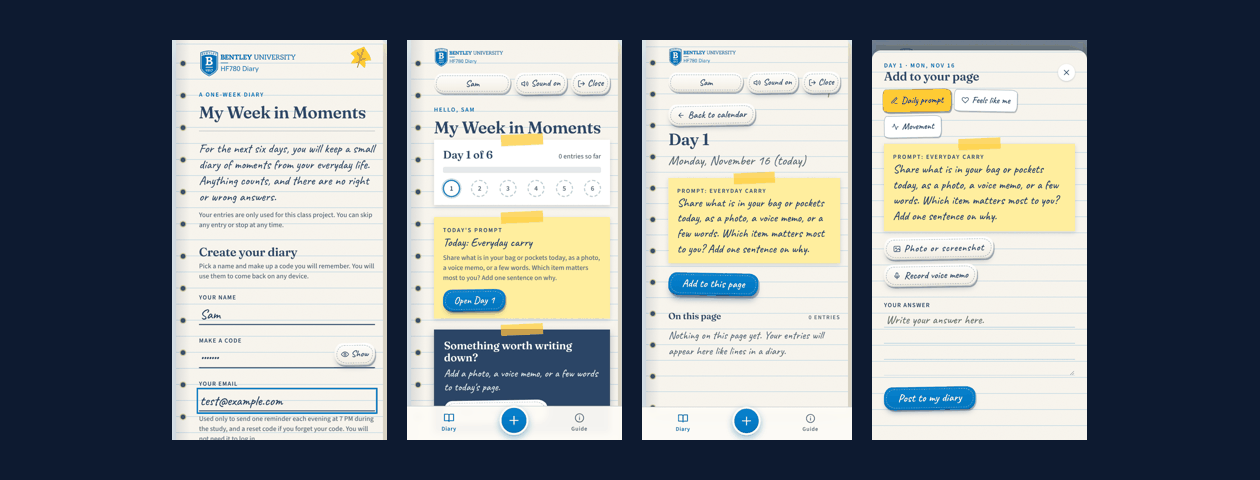 BENTLEY UNIVERSITY
HF780 Diary
A ONE-WEEK DIARY
My Week in Moments
For the next six days, you will keep a small
diary of moments from your everyday life.
Anything counts, and there are no right
or wrong answers.
Your entries are only used for this class project. You can skip
any entry or stop at any time.
Create your diary
Pick a name and make up a code you will remember. You will
use them to come back on any device.
YOUR NAME
Sam
MAKE A CODE
•••••••
Show
YOUR EMAIL
test@example.com
Used only to send one reminder each evening at 7 PM during
the study, and a reset code if you forget your code. You will
not need it to log in.
BENTLEY UNIVERSITY
HF780 Diary
Sam
Sound on
Close
HELLO, SAM
My Week in Moments
Day 1 of 6
0 entries so far
1 2 3 4 5 6
TODAY'S PROMPT
Today: Everyday carry
Share what is in your bag or pockets today, as a photo,
a voice memo, or a few words. Which item matters
most to you? Add one sentence on why.
Open Day 1
Something worth writing
down?
Add a photo, a voice memo, or a few words
to today's page.
Diary
+
Guide
BENTLEY UNIVERSITY
HF780 Diary
Sam
Sound on
Close
Back to calendar
Day 1
Monday, November 16 (today)
PROMPT: EVERYDAY CARRY
Share what is in your bag or pockets
today, as a photo, a voice memo, or a
few words. Which item matters most
to you? Add one sentence on why.
Add to this page
On this page
0 ENTRIES
Nothing on this page yet. Your entries will
appear here like lines in a diary.
Diary
+
Guide
DAY 1 · MON, NOV 16
Add to your page
Daily prompt
Feels like me
Movement
PROMPT: EVERYDAY CARRY
Share what is in your bag or pockets
today, as a photo, a voice memo, or a few
words. Which item matters most to you?
Add one sentence on why.
Photo or screenshot
Record voice memo
YOUR ANSWER
Write your answer here.
Post to my diary